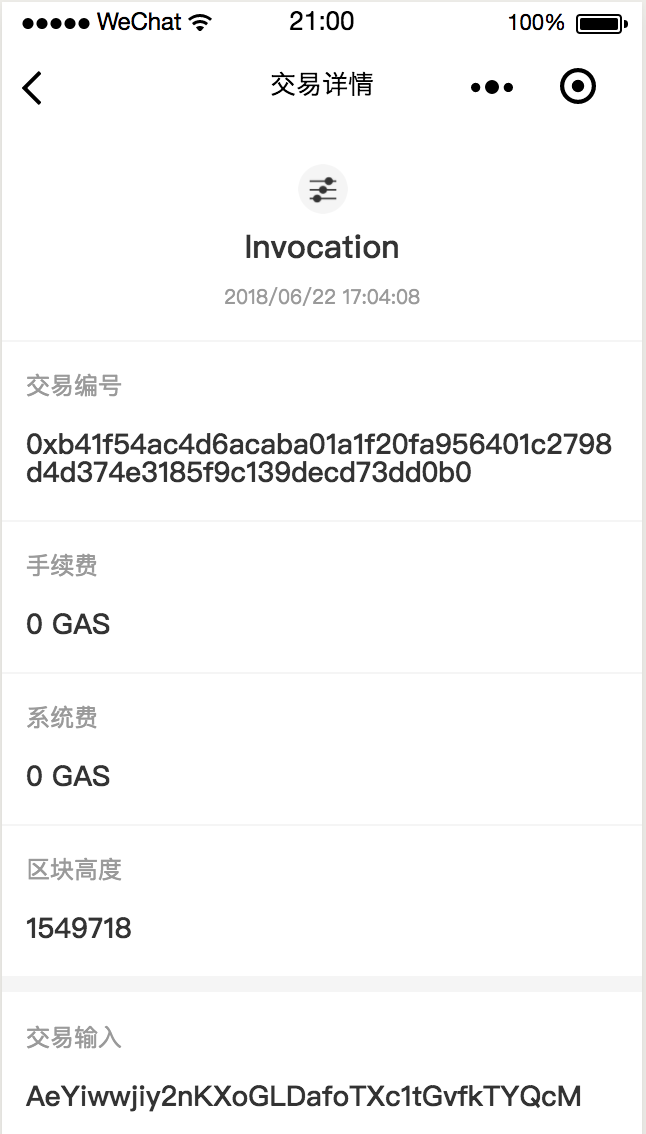 WeChat 21:00 100%
交易详情
Invocation
2018/06/22 17:04:08
交易编号
0xb41f54ac4d6acaba01a1f20fa956401c2798
d4d374e3185f9c139decd73dd0b0
手续费
0 GAS
系统费
0 GAS
区块高度
1549718
交易输入
AeYiwwjiy2nKXoGLDafoTXc1tGvfkTYQcM